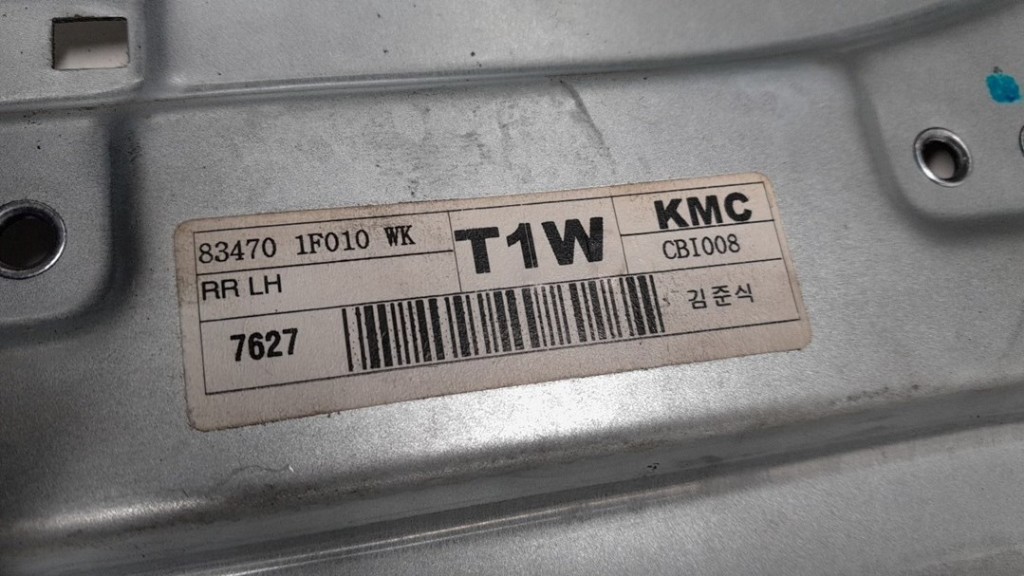 83470 1F010 WK
RR LH
T1W
KMC
CBI008
7627
김준식